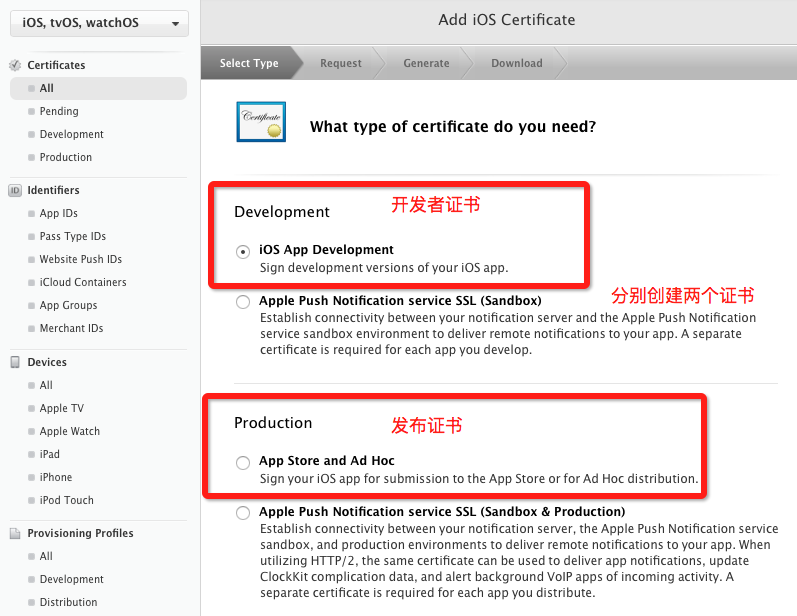 iOS, tvOS, watchOS
Certificates
All
Pending
Development
Production
ID
Identifiers
App IDs
Pass Type IDs
Website Push IDs
iCloud Containers
App Groups
Merchant IDs
Devices
All
Apple TV
Apple Watch
iPad
iPhone
iPod Touch
Provisioning Profiles
All
Development
Distribution
Add iOS Certificate
Select Type
Request
Generate
Download
Certificate
What type of certificate do you need?
Development
开发者证书
iOS App Development
Sign development versions of your iOS app.
分别创建两个证书
Apple Push Notification service SSL (Sandbox)
Establish connectivity between your notification server and the Apple Push Notification
service sandbox environment to deliver remote notifications to your app. A separate
certificate is required for each app you develop.
Production
发布证书
App Store and Ad Hoc
Sign your iOS app for submission to the App Store or for Ad Hoc distribution.
Apple Push Notification service SSL (Sandbox & Production)
Establish connectivity between your notification server, the Apple Push Notification service
sandbox, and production environments to deliver remote notifications to your app. When
utilizing HTTP/2, the same certificate can be used to deliver app notifications, update
ClockKit complication data, and alert background VoIP apps of incoming activity. A
separate certificate is required for each app you distribute.